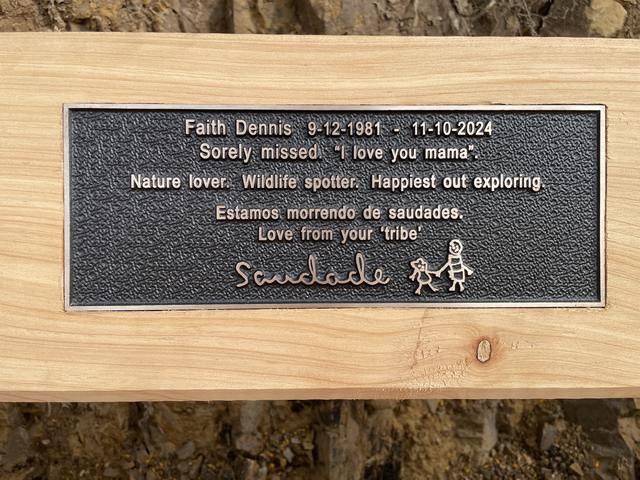 Faith Dennis 9-12-1981 - 11-10-2024
Sorely missed. "I love you mama".
Nature lover. Wildlife spotter. Happiest out exploring.
Estamos morrendo de saudades.
Love from your 'tribe'
Saudade